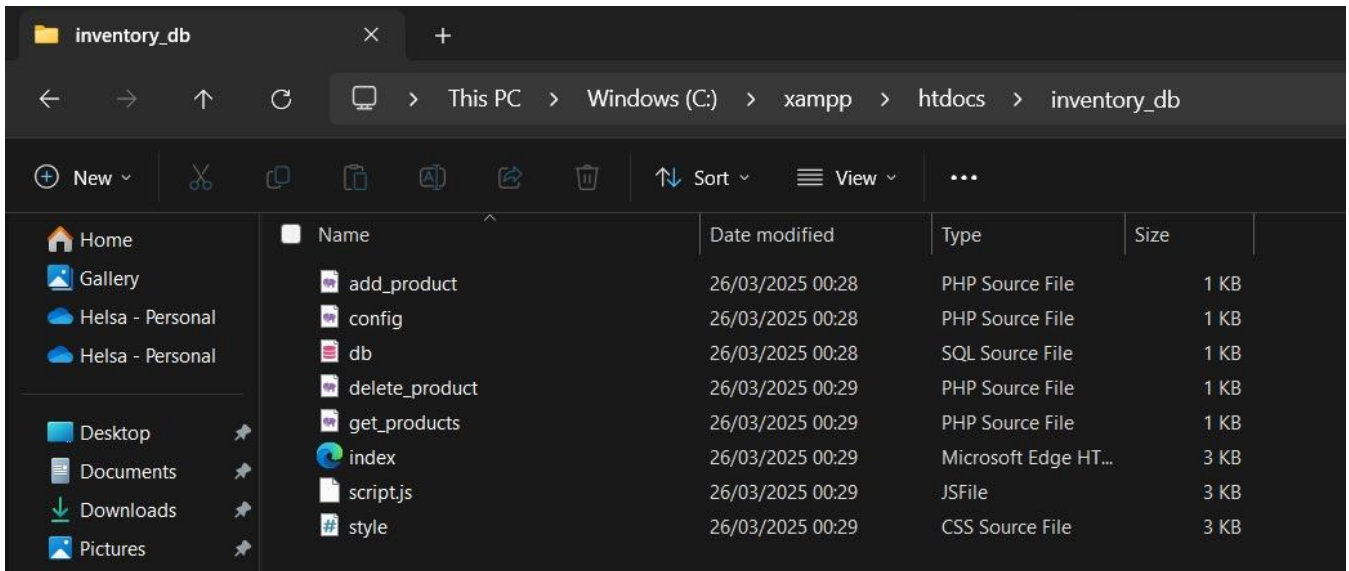 inventory_db
This PC > Windows (C:) > xampp > htdocs > inventory_db
New Sort View
Name Date modified Type Size
Home
Gallery
Helsa - Personal
Helsa - Personal
Desktop
Documents
Downloads
Pictures
add_product 26/03/2025 00:28 PHP Source File 1 KB
config 26/03/2025 00:28 PHP Source File 1 KB
db 26/03/2025 00:28 SQL Source File 1 KB
delete_product 26/03/2025 00:29 PHP Source File 1 KB
get_products 26/03/2025 00:29 PHP Source File 1 KB
index 26/03/2025 00:29 Microsoft Edge HT... 3 KB
script.js 26/03/2025 00:29 JSFile 3 KB
style 26/03/2025 00:29 CSS Source File 3 KB